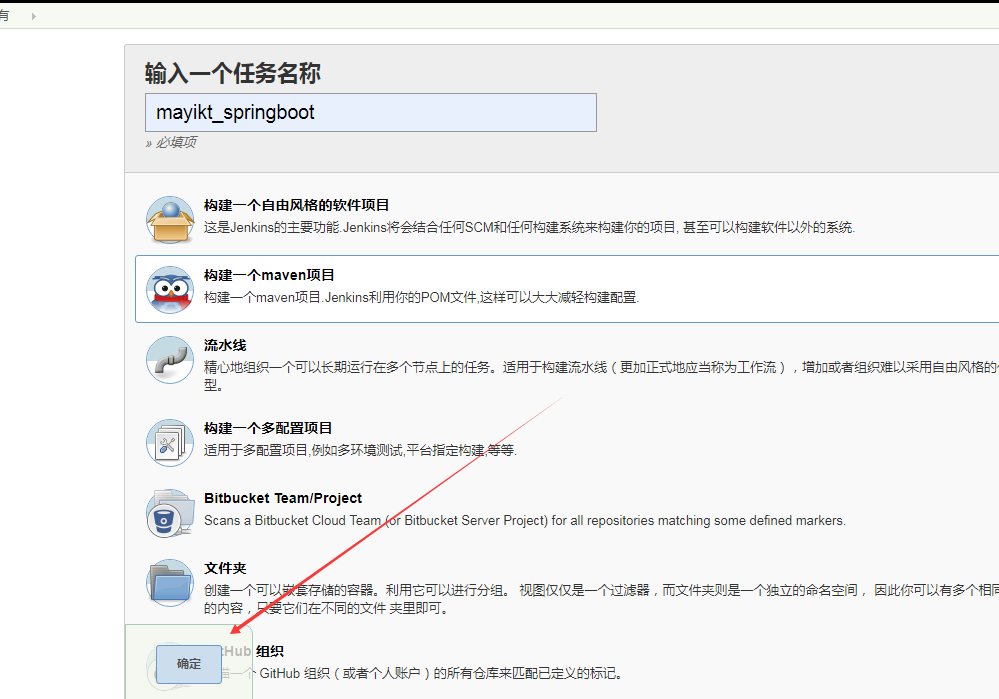 有
输入一个任务名称
mayikt_springboot
» 必填项
构建一个自由风格的软件项目
这是Jenkins的主要功能.Jenkins将会结合任何SCM和任何构建系统来构建你的项目, 甚至可以构建软件以外的系统.
构建一个maven项目
构建一个maven项目.Jenkins利用你的POM文件,这样可以大大减轻构建配置.
流水线
精心地组织一个可以长期运行在多个节点上的任务。适用于构建流水线（更加正式地应当称为工作流），增加或者组织难以采用自由风格的
型。
构建一个多配置项目
适用于多配置项目,例如多环境测试,平台指定构建,等等.
Bitbucket Team/Project
Scans a Bitbucket Cloud Team (or Bitbucket Server Project) for all repositories matching some defined markers.
文件夹
创建一个可以嵌套存储的容器。利用它可以进行分组。 视图仅仅是一个过滤器，而文件夹则是一个独立的命名空间， 因此你可以有多个相同
的内容，只要它们在不同的文件 夹里即可。
Hub 组织
一个 GitHub 组织（或者个人账户）的所有仓库来匹配已定义的标记。
确定